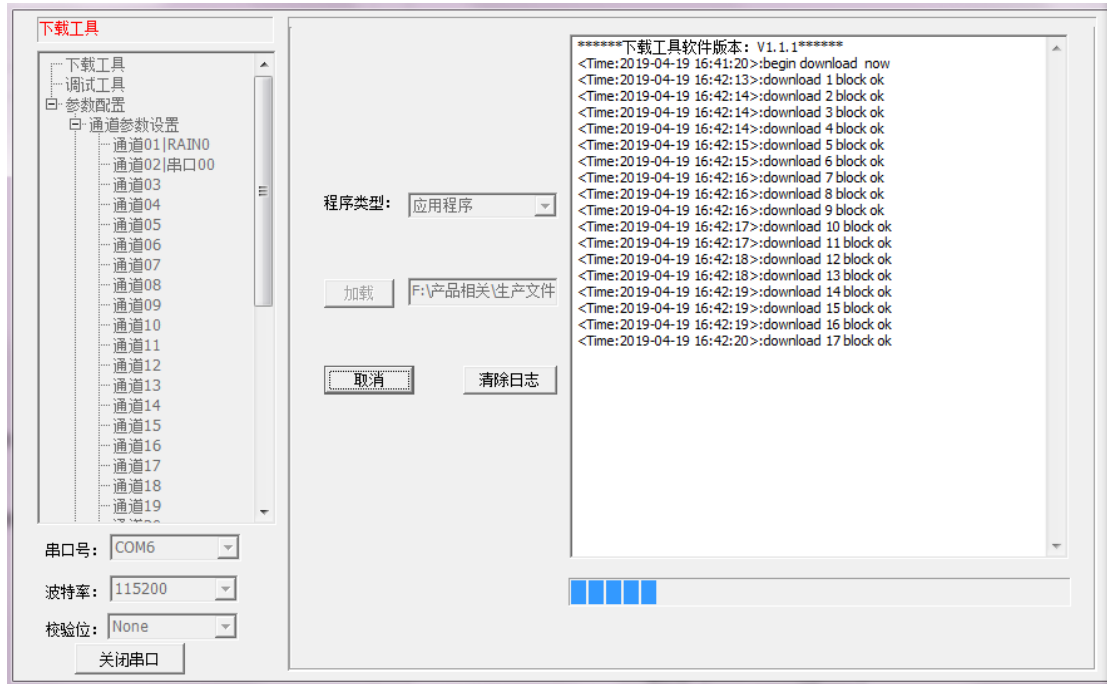 下载工具
下载工具
调试工具
参数配置
通道参数设置
通道01|RAIN0
通道02|串口00
通道03
通道04
通道05
通道06
通道07
通道08
通道09
通道10
通道11
通道12
通道13
通道14
通道15
通道16
通道17
通道18
通道19
串口号: COM6
波特率: 115200
校验位: None
关闭串口
程序类型: 应用程序
加载 F:\产品相关\生产文件
取消 清除日志
******下载工具软件版本: V1.1.1******
<Time:2019-04-19 16:41:20>:begin download  now
<Time:2019-04-19 16:42:13>:download 1 block ok
<Time:2019-04-19 16:42:14>:download 2 block ok
<Time:2019-04-19 16:42:14>:download 3 block ok
<Time:2019-04-19 16:42:14>:download 4 block ok
<Time:2019-04-19 16:42:15>:download 5 block ok
<Time:2019-04-19 16:42:15>:download 6 block ok
<Time:2019-04-19 16:42:16>:download 7 block ok
<Time:2019-04-19 16:42:16>:download 8 block ok
<Time:2019-04-19 16:42:16>:download 9 block ok
<Time:2019-04-19 16:42:17>:download 10 block ok
<Time:2019-04-19 16:42:17>:download 11 block ok
<Time:2019-04-19 16:42:18>:download 12 block ok
<Time:2019-04-19 16:42:18>:download 13 block ok
<Time:2019-04-19 16:42:19>:download 14 block ok
<Time:2019-04-19 16:42:19>:download 15 block ok
<Time:2019-04-19 16:42:19>:download 16 block ok
<Time:2019-04-19 16:42:20>:download 17 block ok